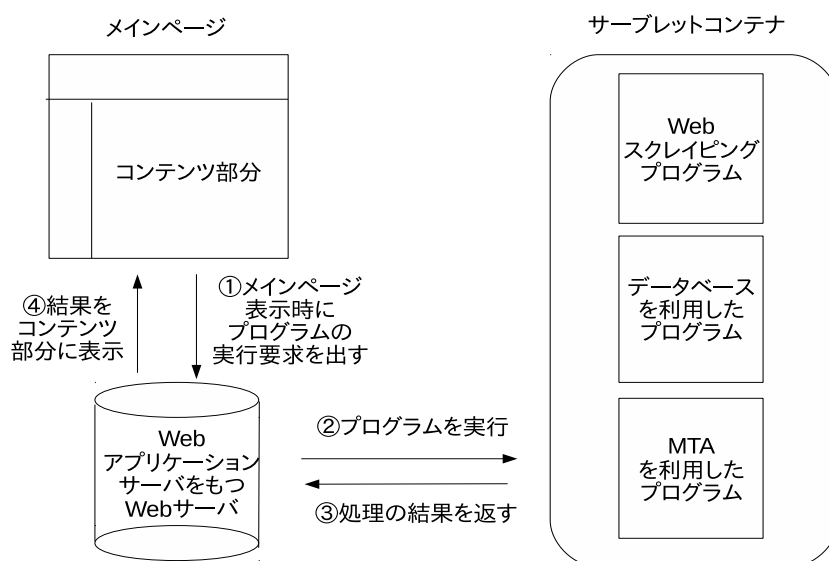 メインページ
サーブレットコンテナ
コンテンツ部分
Web
スクレイピング
プログラム
データベース
を利用した
プログラム
MTA
を利用した
プログラム
①メインページ
表示時に
プログラムの
実行要求を出す
④結果を
コンテンツ
部分に表示
Web
アプリケーション
サーバをもつ
Webサーバ
②プログラムを実行
③処理の結果を返す